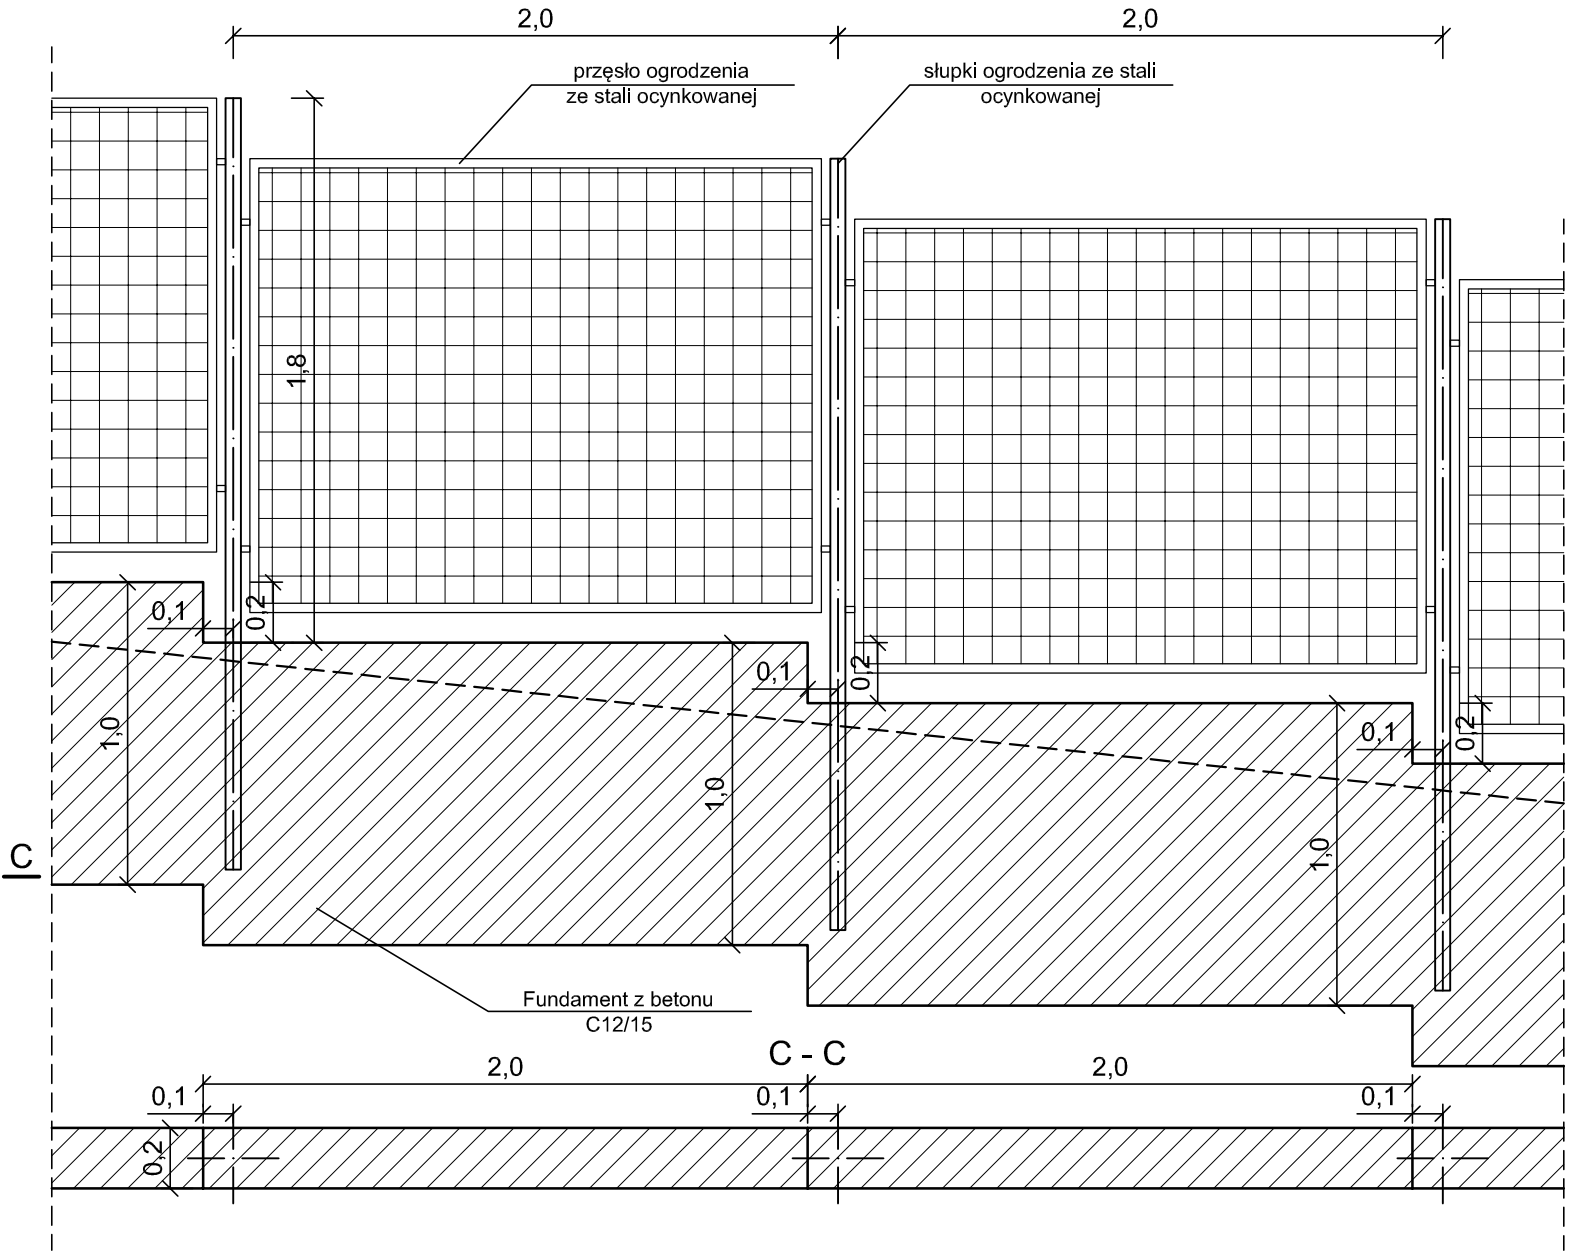 2,0
2,0
przęsło ogrodzenia
ze stali ocynkowanej
słupki ogrodzenia ze stali
ocynkowanej
1,8
0,1
0,2
0,1
0,2
0,1
0,2
1,0
1,0
1,0
C
Fundament z betonu
C12/15
C - C
2,0
2,0
0,1
0,1
0,1
0,2